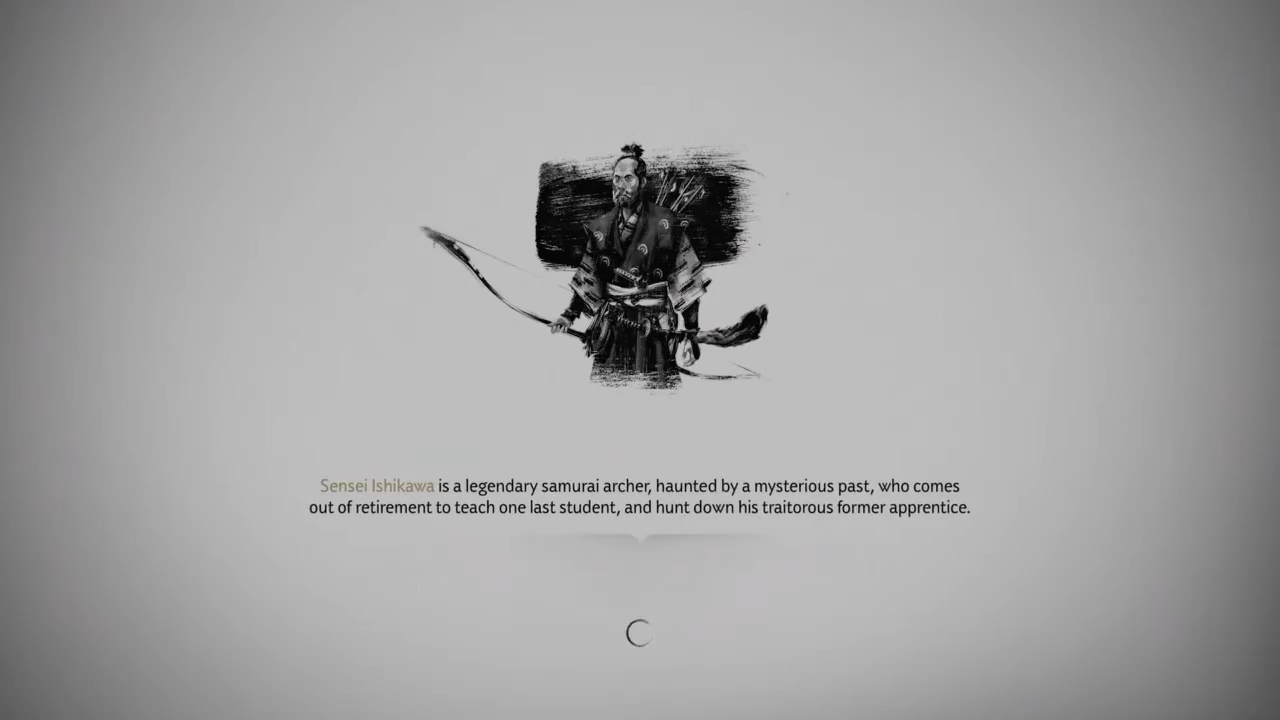 Sensei Ishikawa is a legendary samurai archer, haunted by a mysterious past, who comes
out of retirement to teach one last student, and hunt down his traitorous former apprentice.